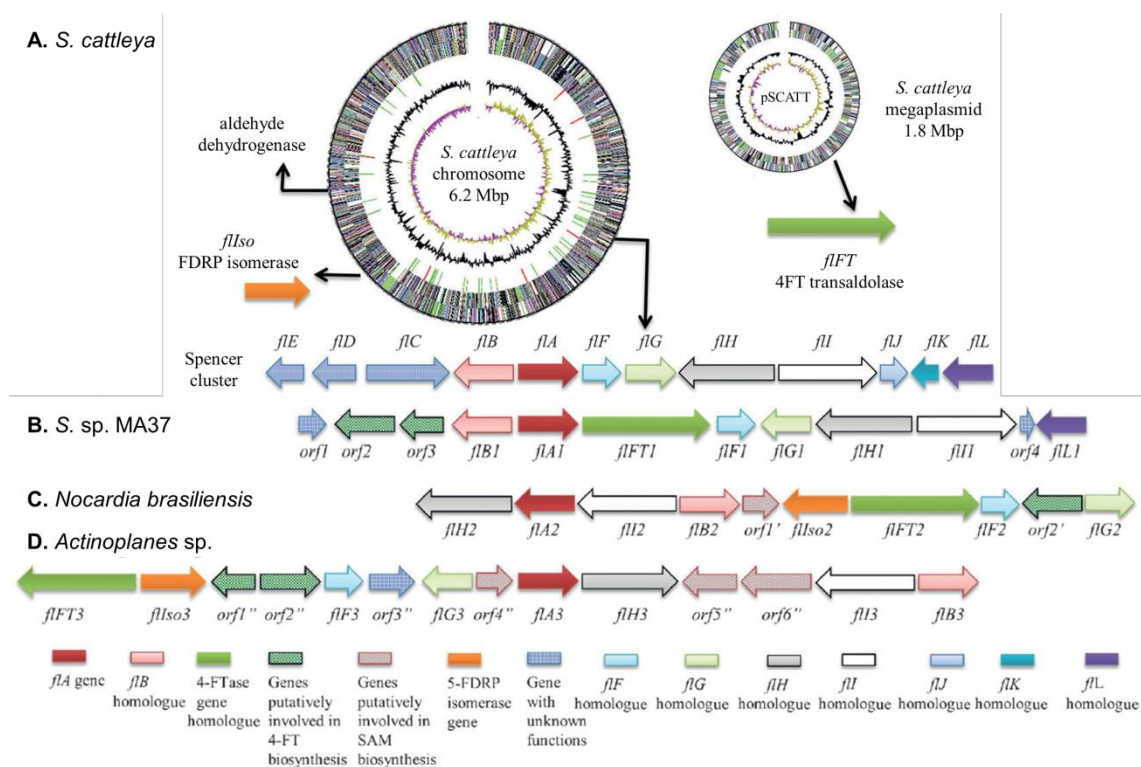 A. S. cattleya
aldehyde
dehydrogenase
S. cattleya
chromosome
6.2 Mbp
pSCATT
S. cattleya
megaplasmid
1.8 Mbp
flIso
FDRP isomerase
flFT
4FT transaldolase
flE flD flC flB flA flF flG flH flI flJ flK flL
Spencer
cluster
B. S. sp. MA37
orf1 orf2 orf3 flB1 flA1 flFT1 flF1 flG1 flH1 flI1 orf4 flL1
C. Nocardia brasiliensis
flH2 flA2 flI2 flB2 orf1' flIso2 flFT2 flF2 orf2' flG2
D. Actinoplanes sp.
flFT3 flIso3 orf1" orf2" flF3 orf3" flG3 orf4" flA3 flH3 orf5" orf6" flI3 flB3
flA gene
flB
homologue
4-FTase
gene
homologue
Genes
putatively
involved in
4-FT
biosynthesis
Genes
putatively
involved in
SAM
biosynthesis
5-FDRP
isomerase
gene
Gene
with
unknown
functions
flF
homologue
flG
homologue
flH
homologue
flI
homologue
flJ
homologue
flK
homologue
flL
homologue